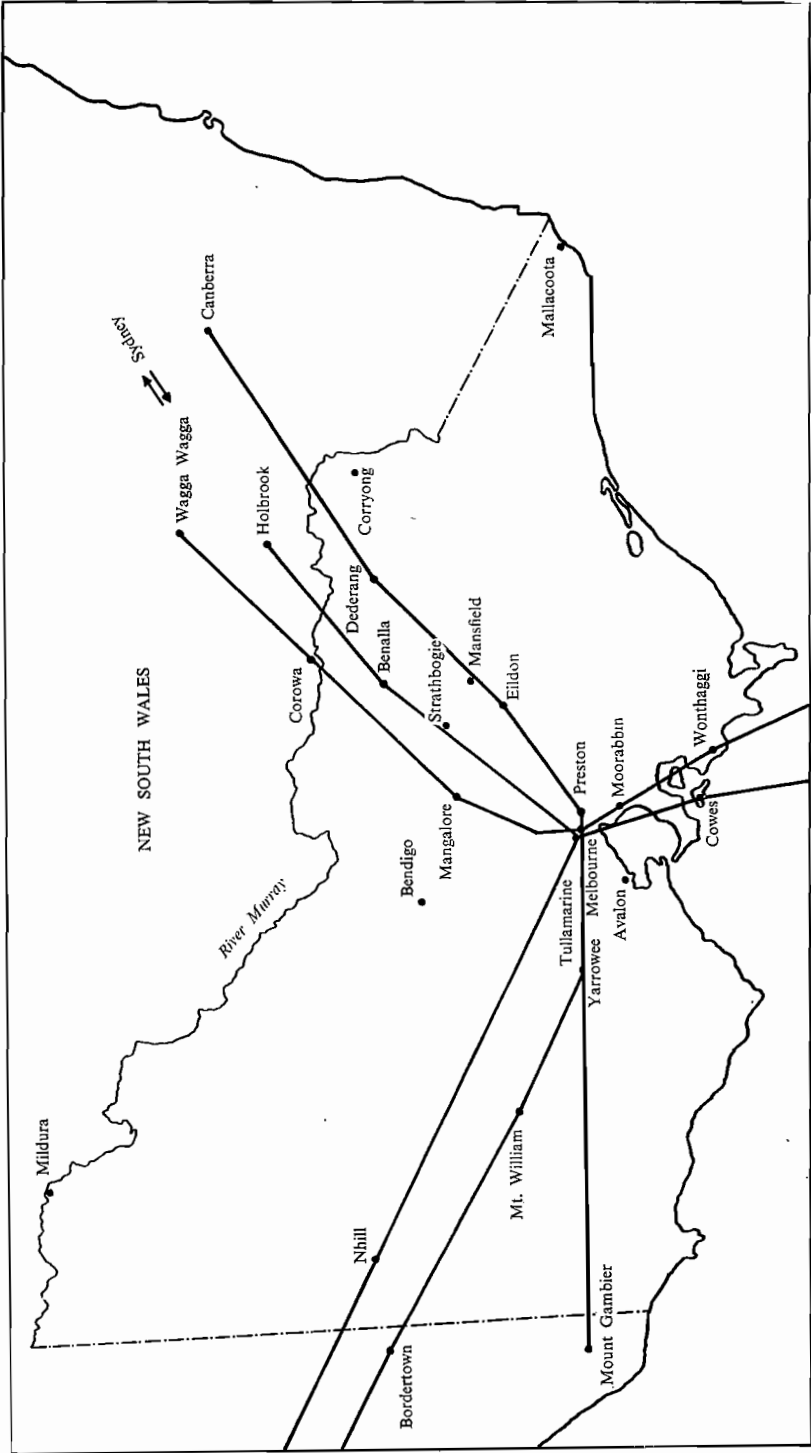 Mildura
NEW SOUTH WALES
Sydney
Wagga Wagga
Canberra
River Murray
Holbrook
Corowa
Corryong
Dederang
Benalla
Nhill
Bordertown
Bendigo
Mangalore
Strathbogie
Mansfield
Eildon
Mallacoota
Mt. William
Tullamarine
Preston
Yarrowee
Melbourne
Mount Gambier
Avalon
Moorabbin
Cowes
Wonthaggi